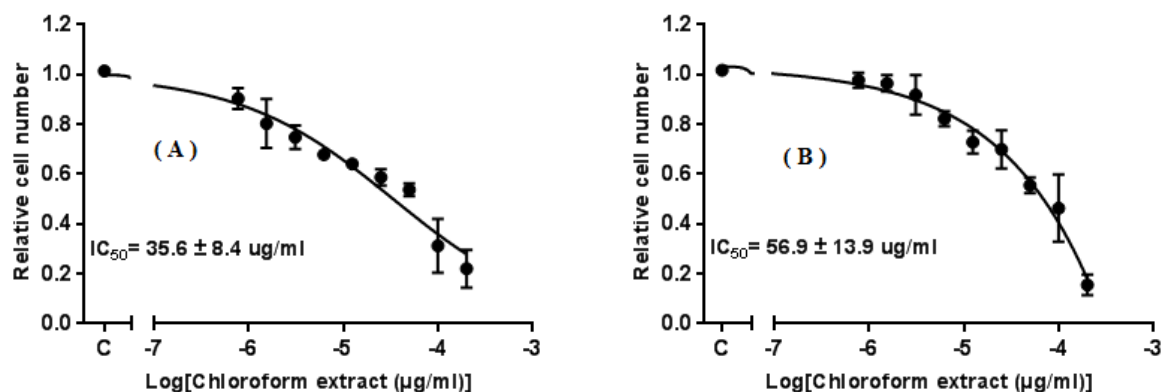 1.2
1.0
0.8
0.6
0.4
0.2
0.0
Relative cell number
( A )
IC50= 35.6 ± 8.4 ug/ml
C
-7
-6
-5
-4
-3
Log[Chloroform extract (µg/ml)]
1.2
1.0
0.8
0.6
0.4
0.2
0.0
Relative cell number
( B )
IC50= 56.9 ± 13.9 ug/ml
C
-7
-6
-5
-4
-3
Log[Chloroform extract (µg/ml)]